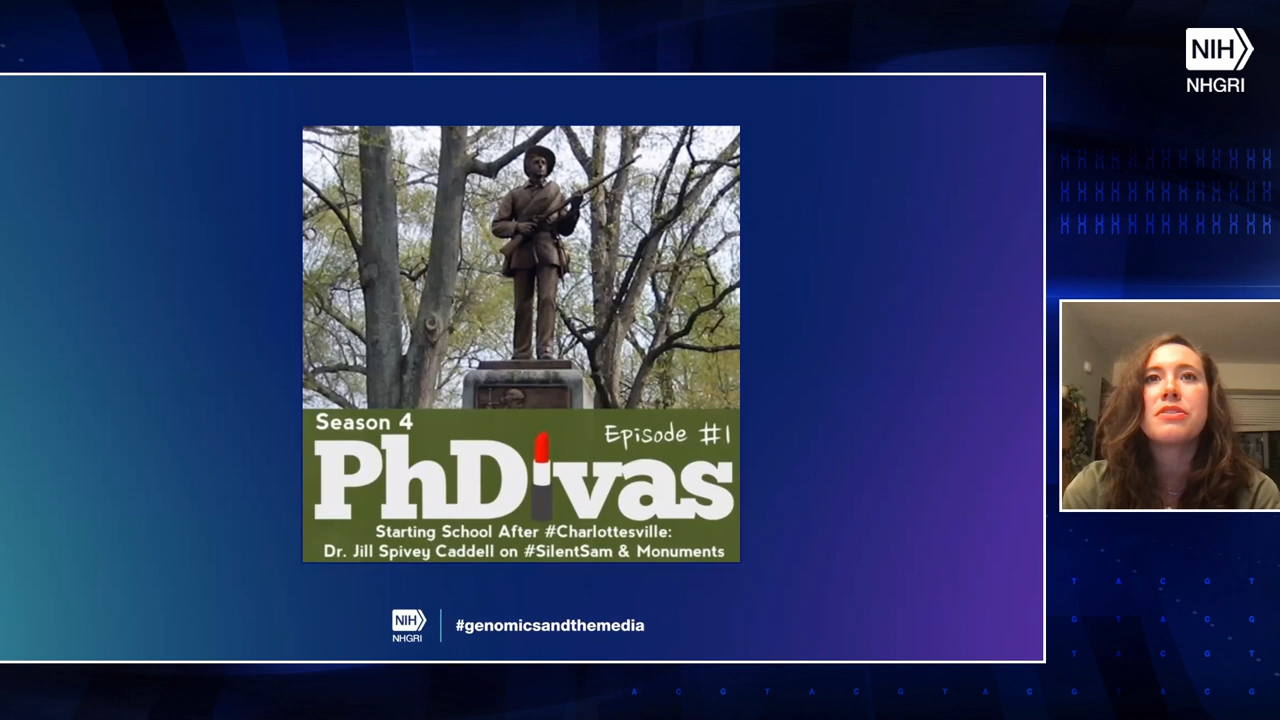 NIH
NHGRI
Season 4
Episode #1
PhDivas
Starting School After #Charlottesville:
Dr. Jill Spivey Caddell on #SilentSam & Monuments
NIH
NHGRI
#genomicsandthemedia
T A C G T
G T A C G
T A C G T
A C G T A C G T A C G T A C G